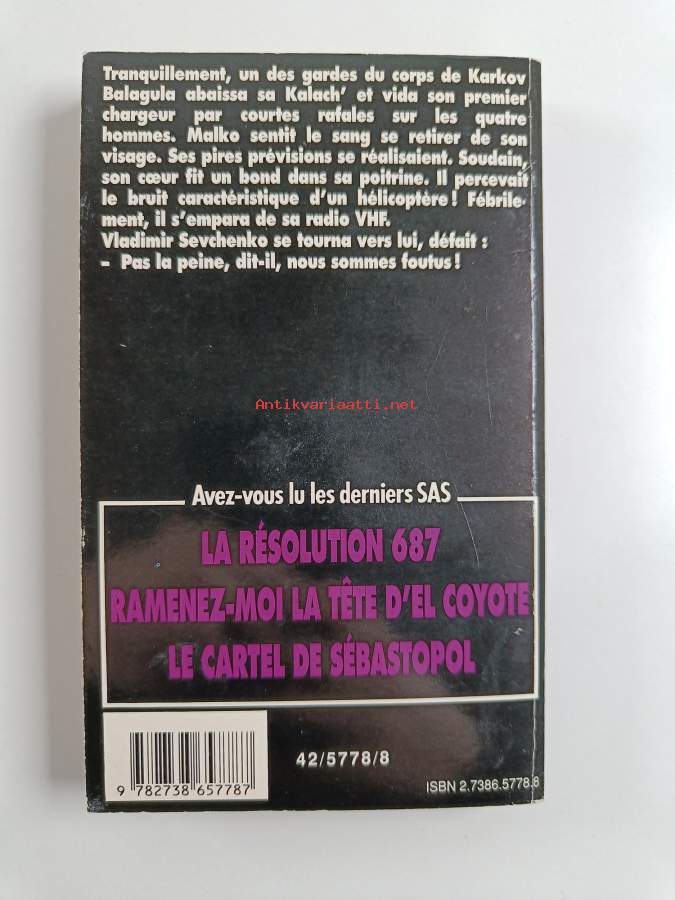 Tranquillement, un des gardes du corps de Karkov
Balagula abaissa sa Kalach' et vida son premier
chargeur par courtes rafales sur les quatre
hommes. Malko sentit le sang se retirer de son
visage. Ses pires prévisions se réalisaient. Soudain,
son cœur fit un bond dans sa poitrine. Il percevait
le bruit caractéristique d'un hélicoptère ! Fébrile-
ment, il s'empara de sa radio VHF.
Vladimir Sevchenko se tourna vers lui, défait :
- Pas la peine, dit-il, nous sommes foutus !
Antikvariaatti.net
Avez-vous lu les derniers SAS
LA RÉSOLUTION 687
RAMENEZ-MOI LA TÊTE D'EL COYOTE
LE CARTEL DE SÉBASTOPOL
42/5778/8
9 782738 657787
ISBN 2.7386.5778.8